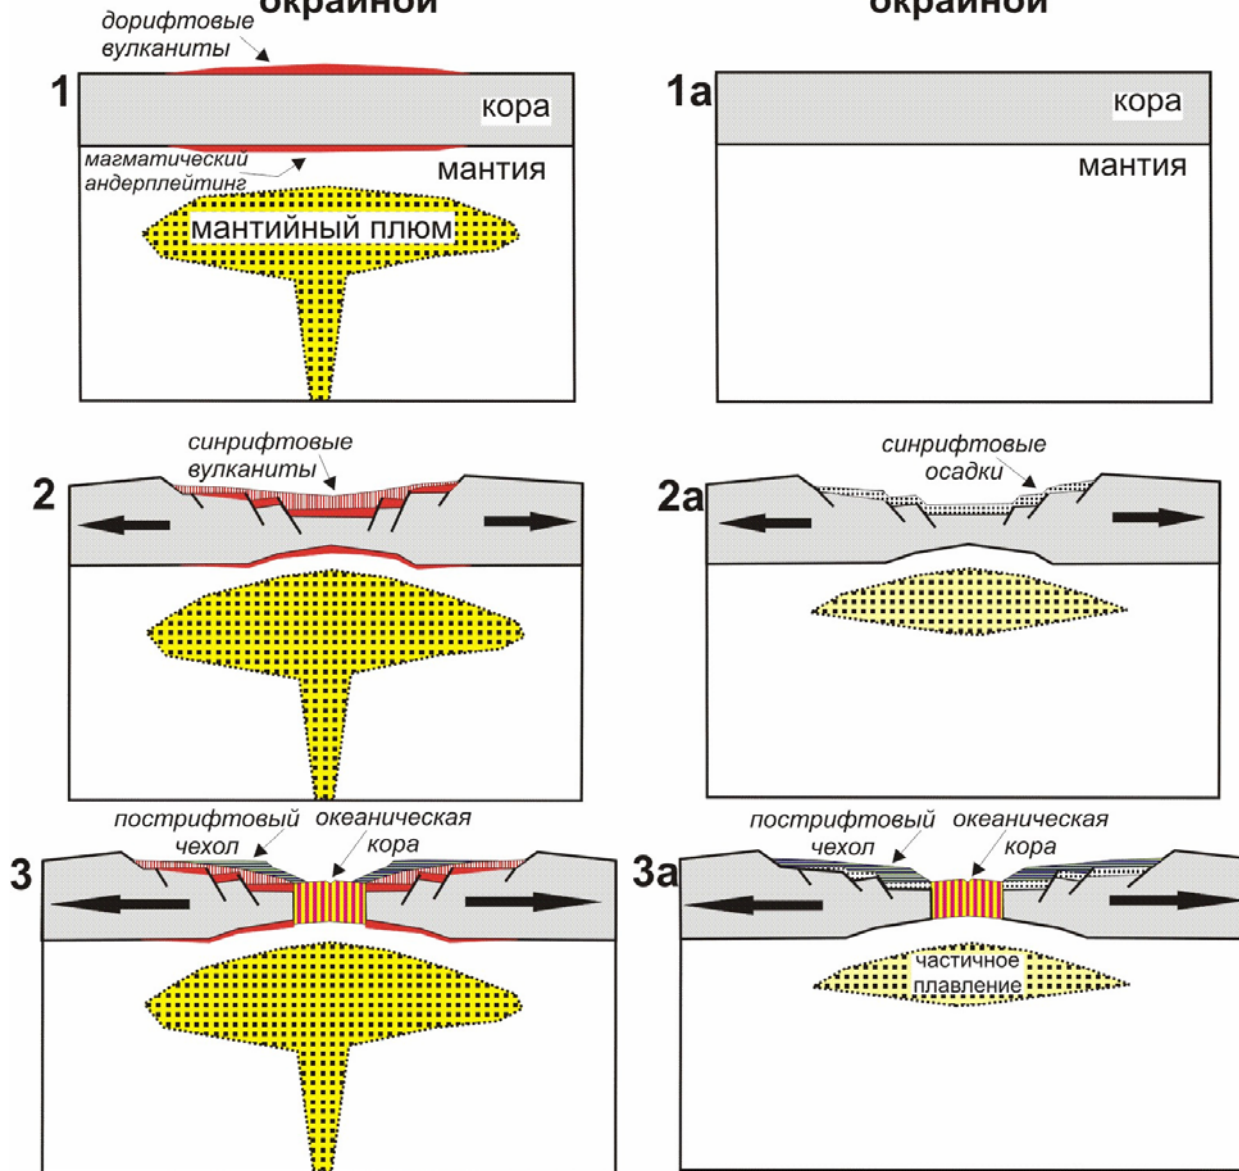 окраиной
окраиной
дорифтовые
вулканиты
1
кора
магматический
андерплейтинг
мантия
мантийный плюм
1а
кора
мантия
синрифтовые
вулканиты
2
синрифтовые
осадки
2а
пострифтовый
чехол
океаническая
кора
3
пострифтовый
чехол
океаническая
кора
3а
частичное
плавление